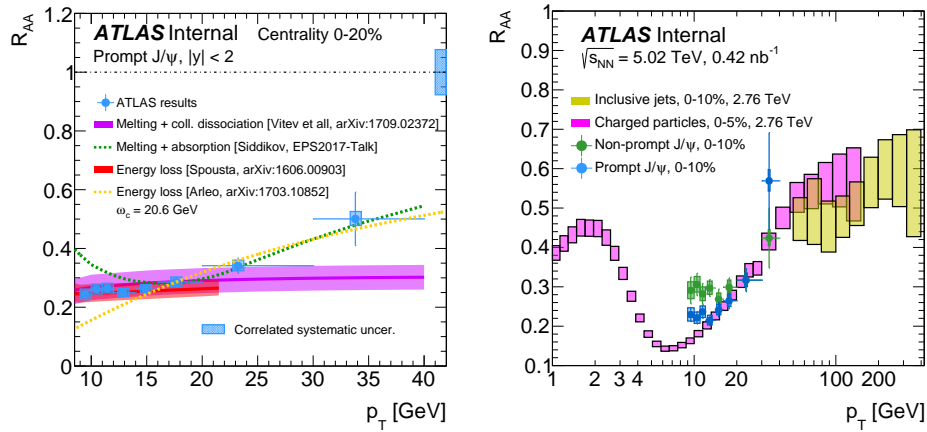 R_AA
ATLAS Internal Centrality 0-20%
Prompt J/ψ, |y| < 2
ATLAS results
Melting + coll. dissociation [Vitev et all, arXiv:1709.02372]
Melting + absorption [Siddikov, EPS2017-Talk]
Energy loss [Spousta, arXiv:1606.00903]
Energy loss [Arleo, arXiv:1703.10852]
ω_c = 20.6 GeV
Correlated systematic uncer.
1.2
1
0.8
0.6
0.4
0.2
0
10 15 20 25 30 35 40
p_T [GeV]
R_AA
ATLAS Internal
√s_NN = 5.02 TeV, 0.42 nb⁻¹
Inclusive jets, 0-10%, 2.76 TeV
Charged particles, 0-5%, 2.76 TeV
Non-prompt J/ψ, 0-10%
Prompt J/ψ, 0-10%
1
0.9
0.8
0.7
0.6
0.5
0.4
0.3
0.2
0.1
1 2 3 4 10 20 100 200
p_T [GeV]